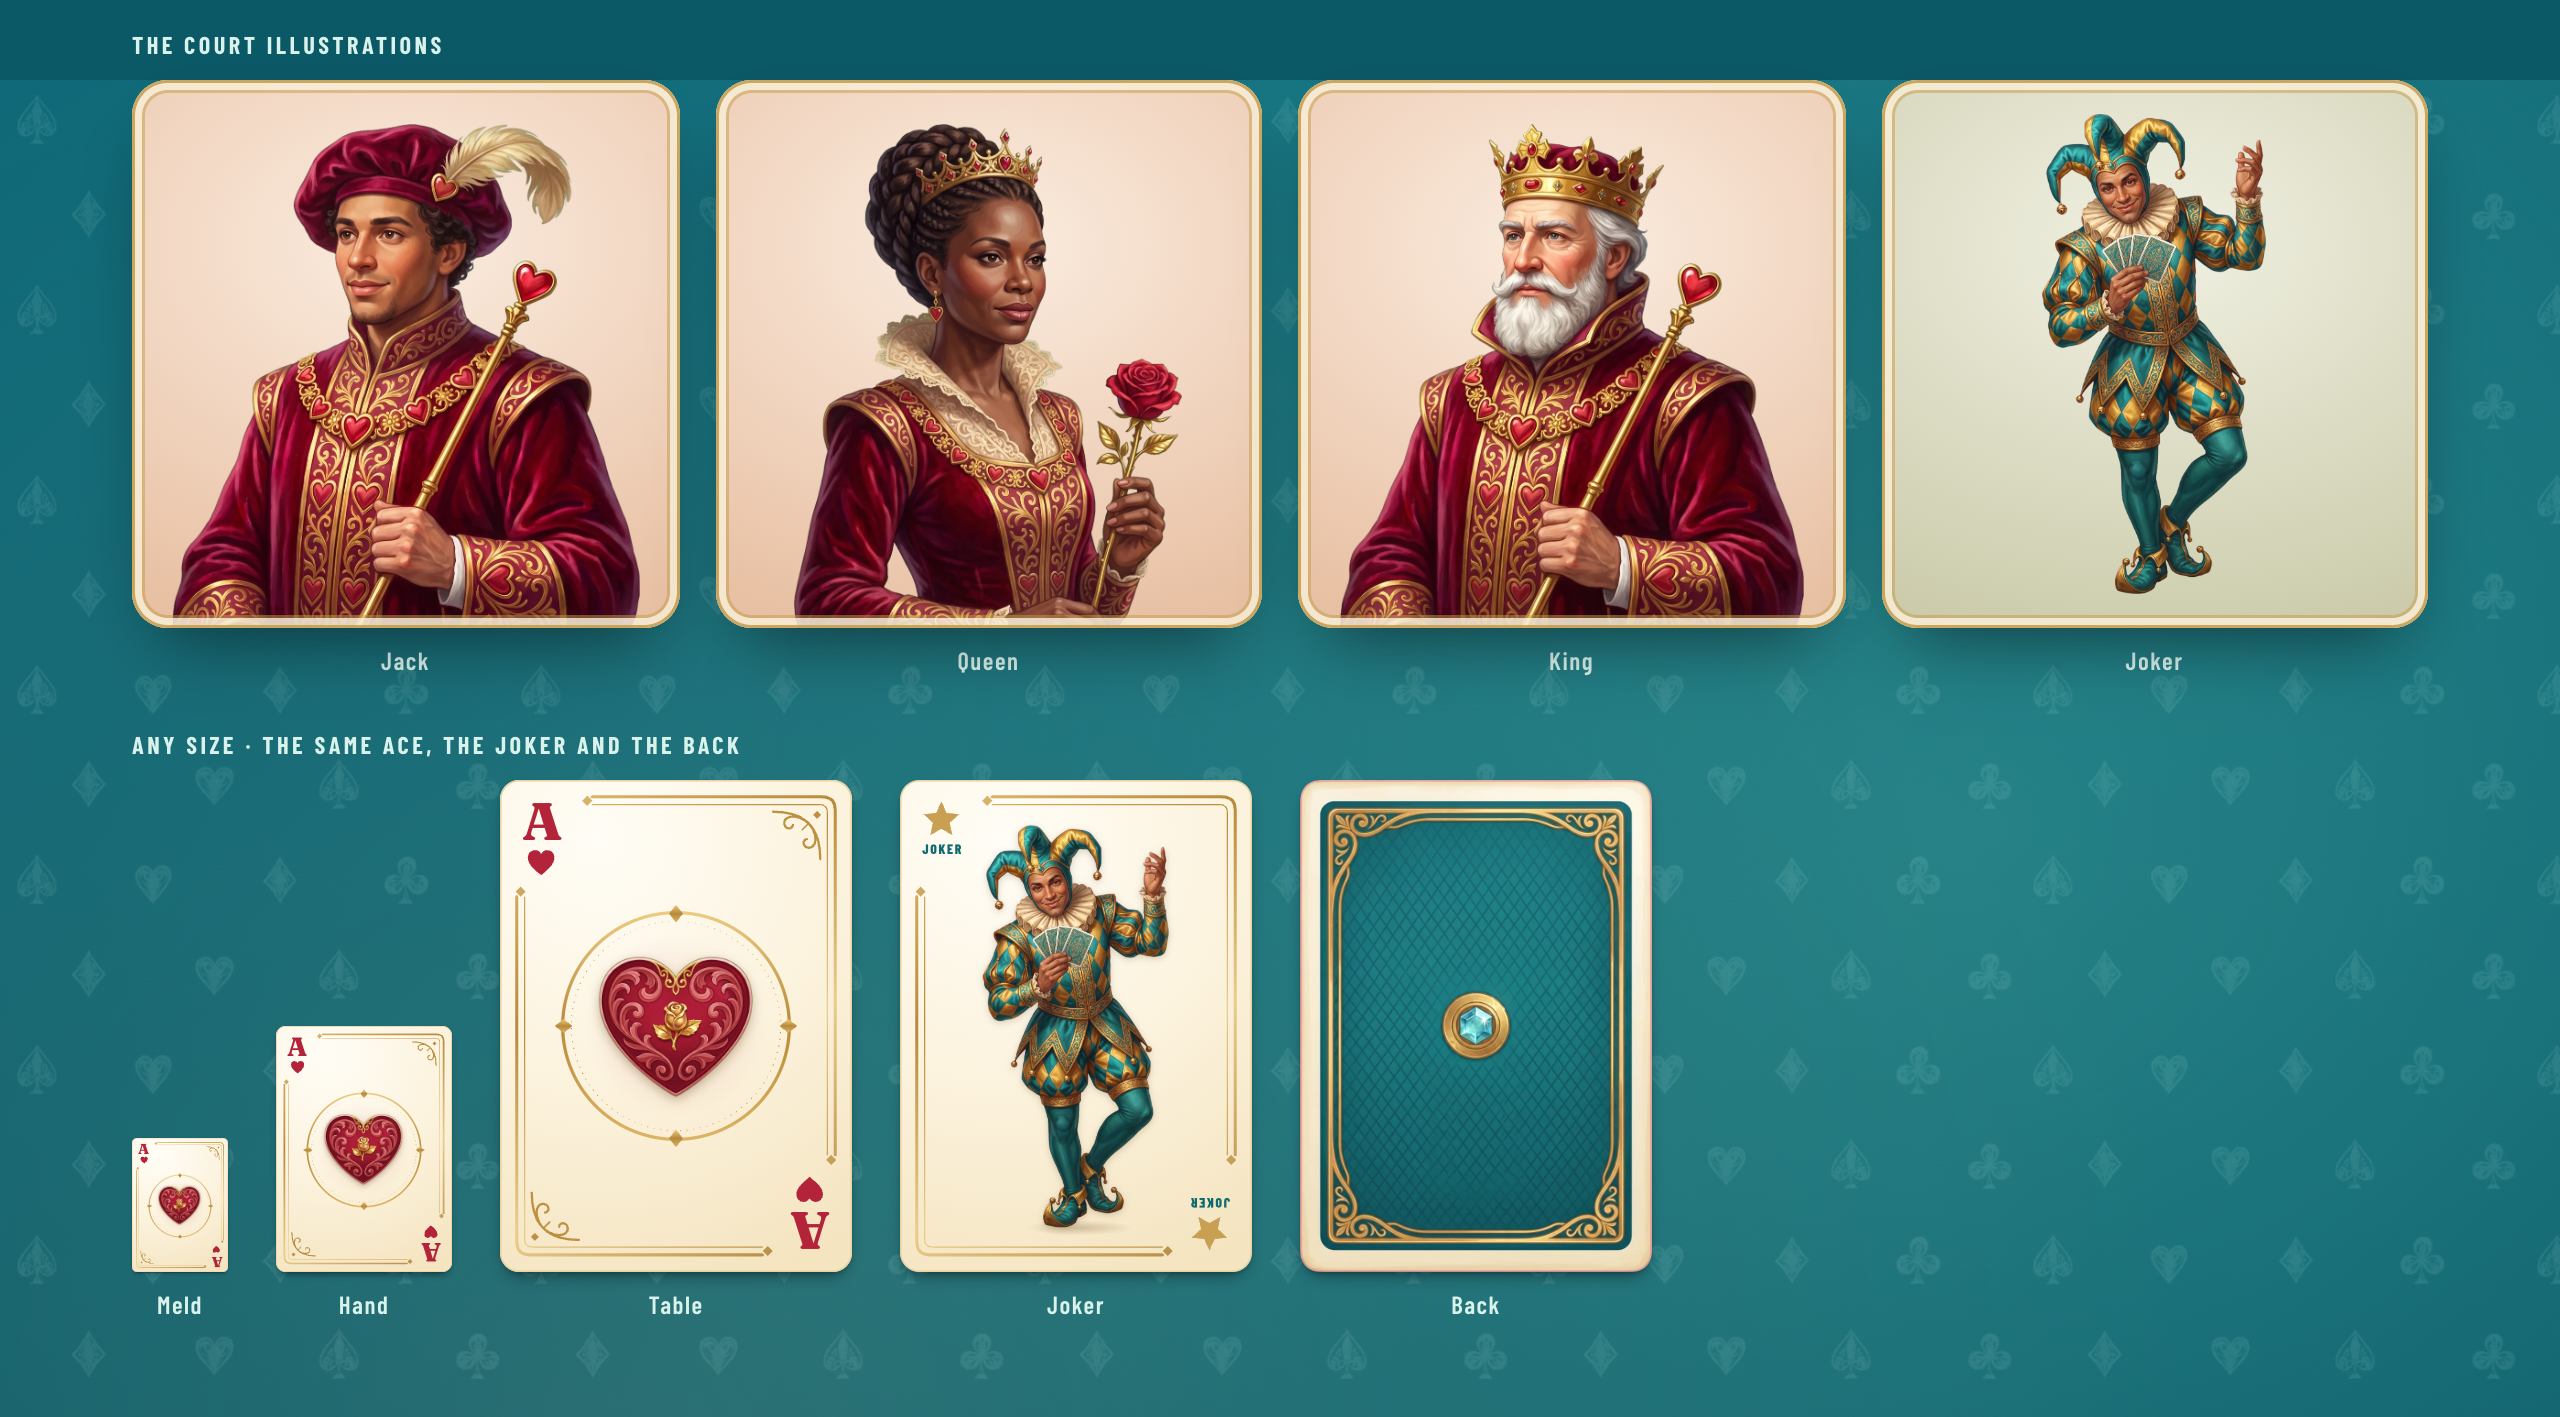 THE COURT ILLUSTRATIONS
Jack
Queen
King
Joker
ANY SIZE · THE SAME ACE, THE JOKER AND THE BACK
A
A
A
A
A
A
JOKER
JOKER
Meld
Hand
Table
Joker
Back